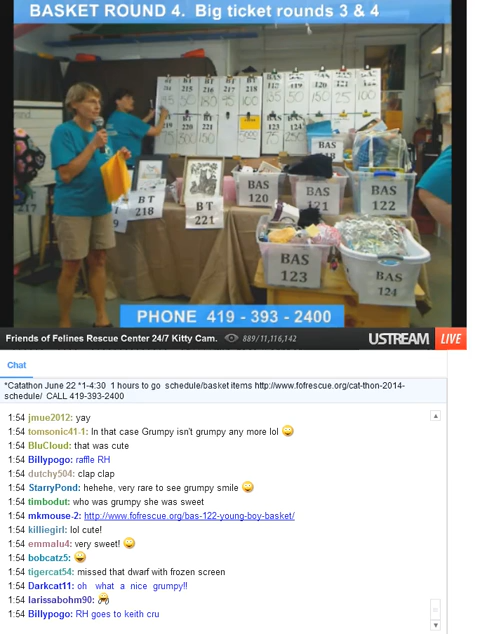 BASKET ROUND 4. Big ticket rounds 3 & 4
BT 218
BT 221
BAS 120
BAS 121
BAS 122
BAS 123
BAS 124
PHONE 419 - 393 - 2400
Friends of Felines Rescue Center 24/7 Kitty Cam. 889/11,116,142 USTREAM LIVE
Chat
*Catathon June 22 *1-4:30 1 hours to go schedule/basket items http://www.fofrescue.org/cat-thon-2014-
schedule/ CALL 419-393-2400
1:54 jmue2012: yay
1:54 tomsonic41-1: In that case Grumpy isn't grumpy any more lol
1:54 BluCloud: that was cute
1:54 Billypogo: raffle RH
1:54 dutchy504: clap clap
1:54 StarryPond: hehehe, very rare to see grumpy smile
1:54 timbodut: who was grumpy she was sweet
1:54 mkmouse-2: http://www.fofrescue.org/bas-122-young-boy-basket/
1:54 killiegirl: lol cute!
1:54 emmalu4: very sweet!
1:54 bobcatz5:
1:54 tigercat54: missed that dwarf with frozen screen
1:54 Darkcat11: oh what a nice grumpy!!
1:54 larissabohm90:
1:54 Billypogo: RH goes to keith cru